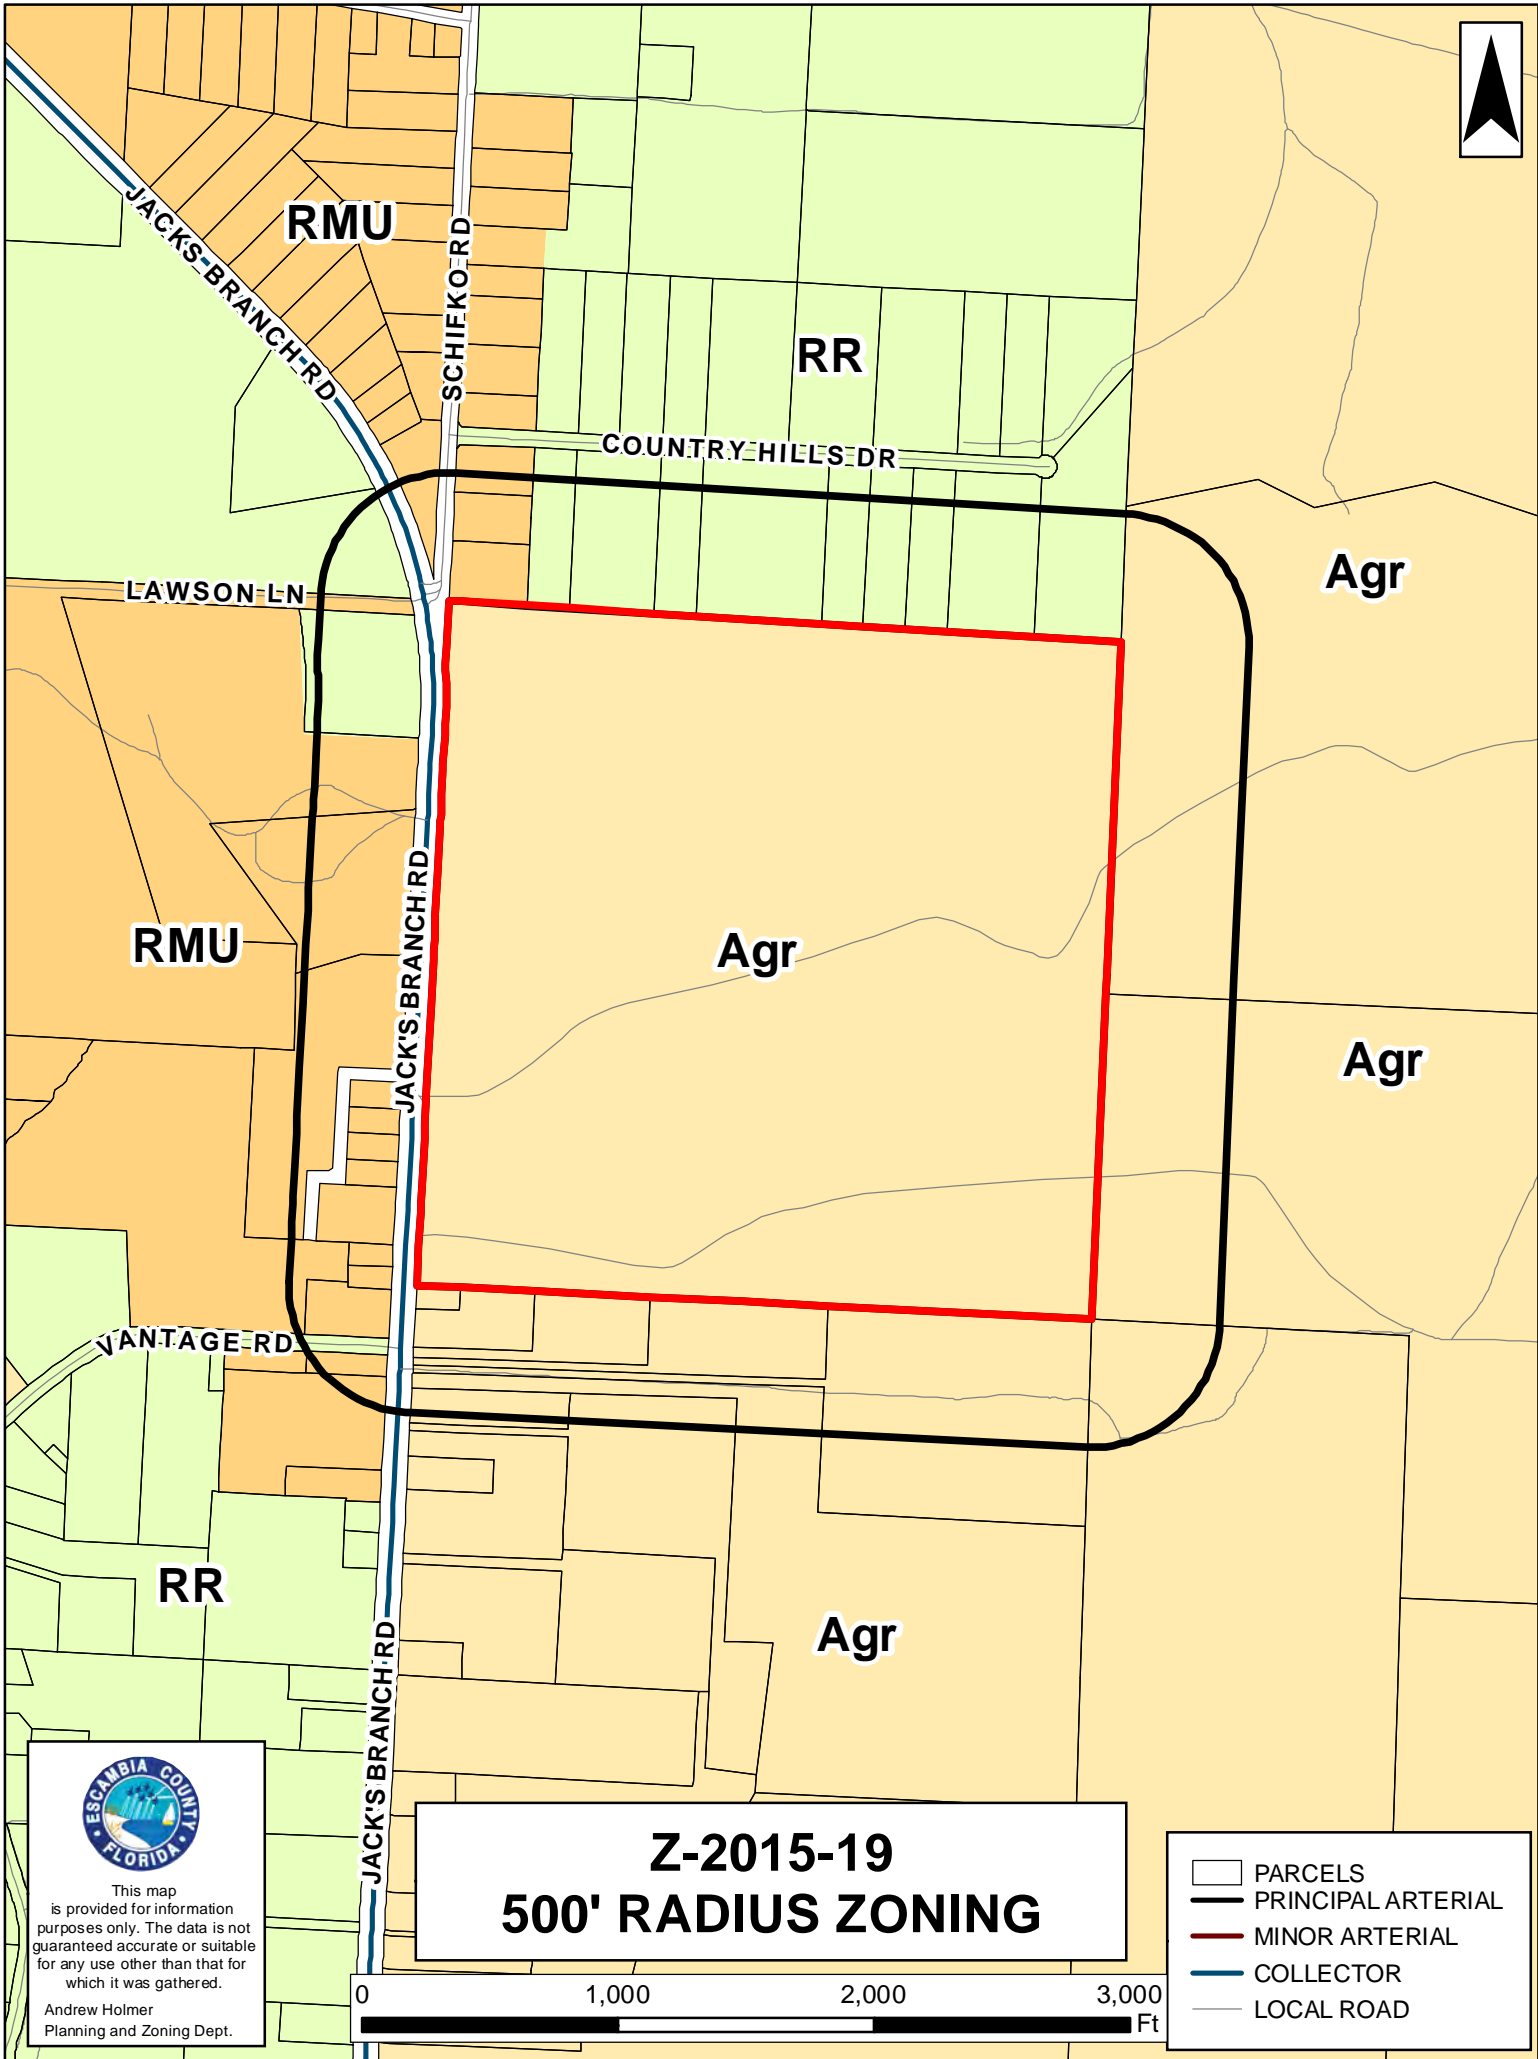 RMU
JACKS BRANCH RD
SCHIFKO RD
RR
COUNTRY HILLS DR
Agr
LAWSON LN
JACK'S BRANCH RD
RMU
Agr
Agr
VANTAGE RD
RR
Agr
JACK'S BRANCH RD
ESCAMBIA COUNTY
FLORIDA
This map
is provided for information
purposes only. The data is not
guaranteed accurate or suitable
for any use other than that for
which it was gathered.
Andrew Holmer
Planning and Zoning Dept.
Z-2015-19
500' RADIUS ZONING
0 1,000 2,000 3,000
Ft
PARCELS
PRINCIPAL ARTERIAL
MINOR ARTERIAL
COLLECTOR
LOCAL ROAD